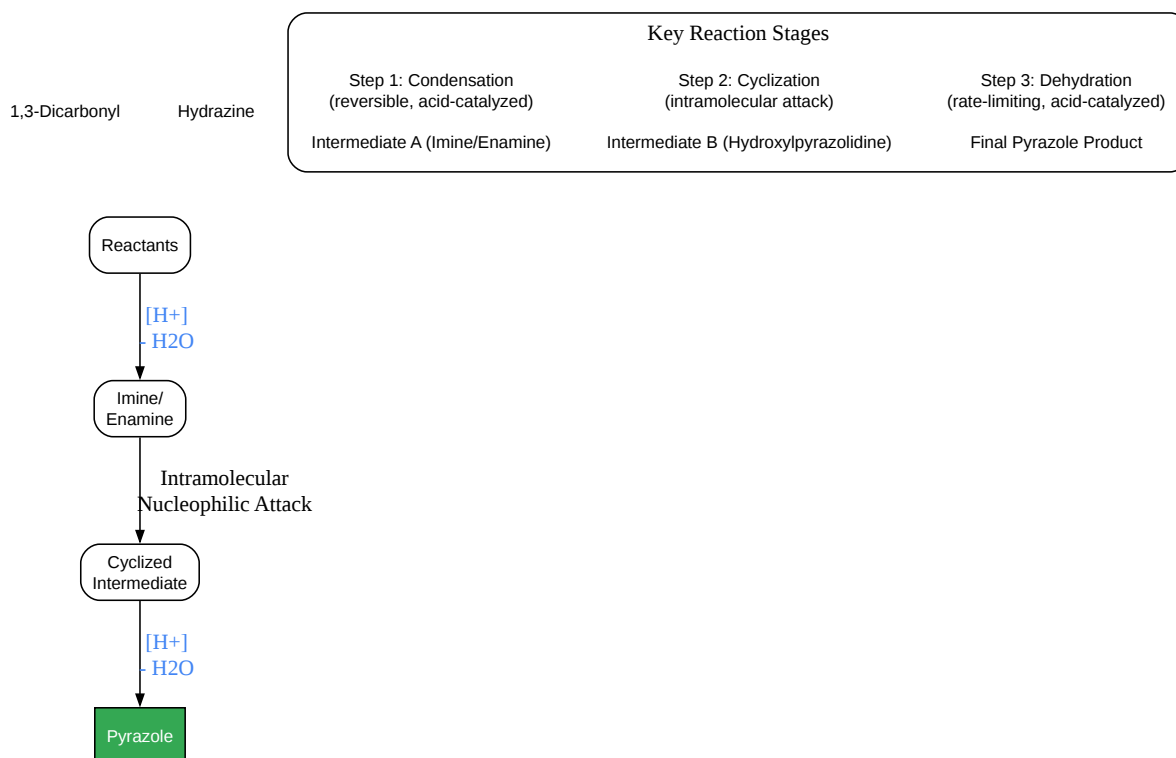 Key Reaction Stages
1,3-Dicarbonyl
Hydrazine
Step 1: Condensation
(reversible, acid-catalyzed)
Intermediate A (Imine/Enamine)
Step 2: Cyclization
(intramolecular attack)
Intermediate B (Hydroxylpyrazolidine)
Step 3: Dehydration
(rate-limiting, acid-catalyzed)
Final Pyrazole Product
Reactants
[H+]
- H2O
Imine/
Enamine
Intramolecular
Nucleophilic Attack
Cyclized
Intermediate
[H+]
- H2O
Pyrazole